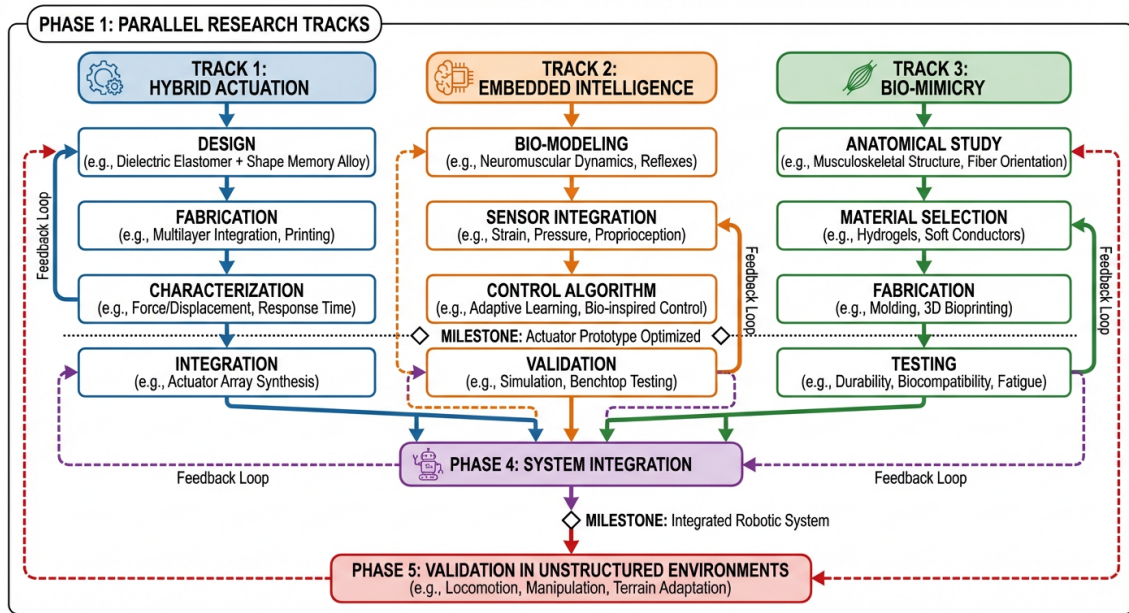 PHASE 1: PARALLEL RESEARCH TRACKS
TRACK 1:
HYBRID ACTUATION
DESIGN
(e.g., Dielectric Elastomer + Shape Memory Alloy)
FABRICATION
(e.g., Multilayer Integration, Printing)
CHARACTERIZATION
(e.g., Force/Displacement, Response Time)
Feedback Loop
INTEGRATION
(e.g., Actuator Array Synthesis)
TRACK 2:
EMBEDDED INTELLIGENCE
BIO-MODELING
(e.g., Neuromuscular Dynamics, Reflexes)
SENSOR INTEGRATION
(e.g., Strain, Pressure, Proprioception)
CONTROL ALGORITHM
(e.g., Adaptive Learning, Bio-inspired Control)
Feedback Loop
MILESTONE: Actuator Prototype Optimized
VALIDATION
(e.g., Simulation, Benchtop Testing)
TRACK 3:
BIO-MIMICRY
ANATOMICAL STUDY
(e.g., Musculoskeletal Structure, Fiber Orientation)
MATERIAL SELECTION
(e.g., Hydrogels, Soft Conductors)
FABRICATION
(e.g., Molding, 3D Bioprinting)
Feedback Loop
TESTING
(e.g., Durability, Biocompatibility, Fatigue)
PHASE 4: SYSTEM INTEGRATION
Feedback Loop
Feedback Loop
MILESTONE: Integrated Robotic System
PHASE 5: VALIDATION IN UNSTRUCTURED ENVIRONMENTS
(e.g., Locomotion, Manipulation, Terrain Adaptation)